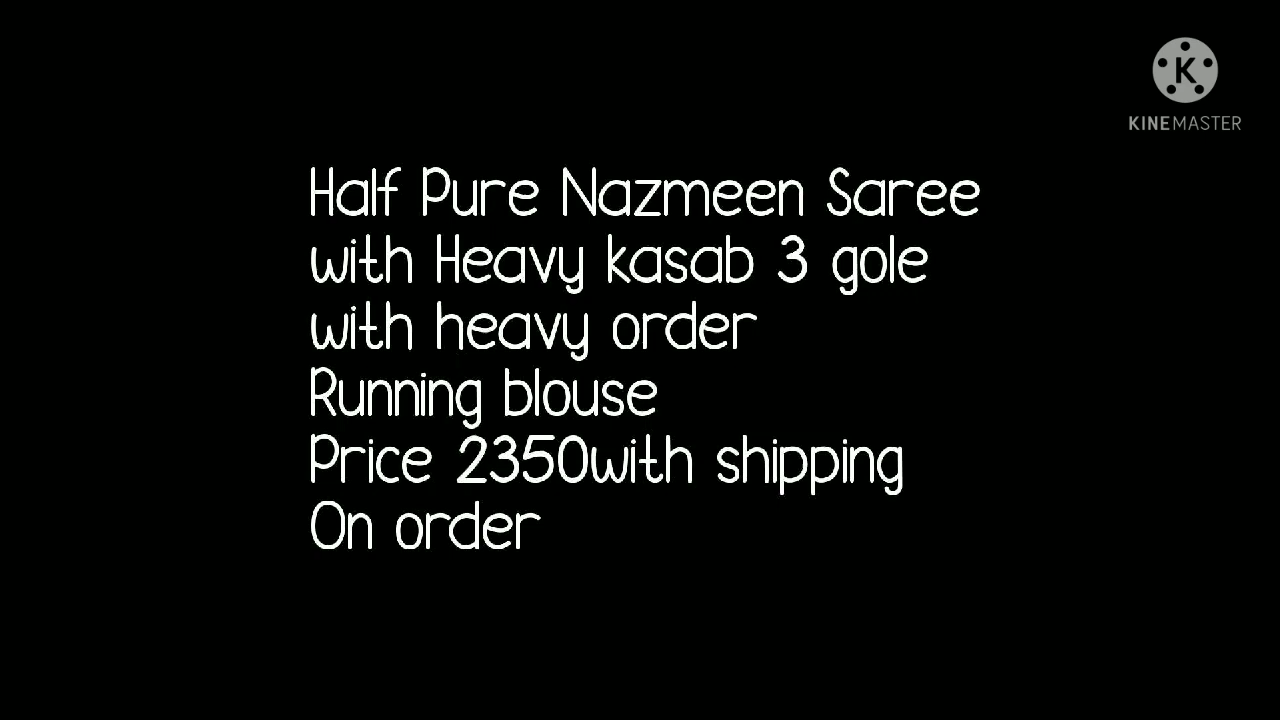 KINEMASTER
Half Pure Nazmeen Saree
with Heavy kasab 3 gole
with heavy order
Running blouse
Price 2350with shipping
On order